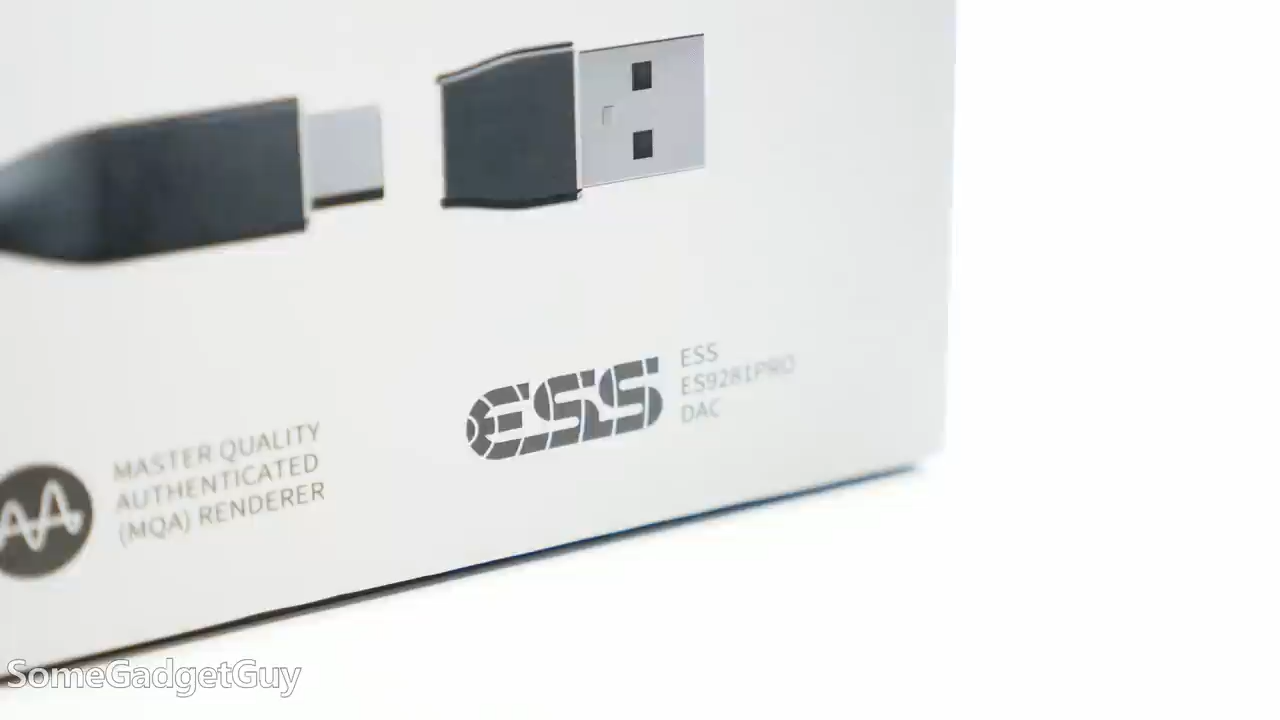 ESS
ESS
ES9281PRO
DAC
MASTER QUALITY
AUTHENTICATED
(MQA) RENDERER
SomeGadgetGuy